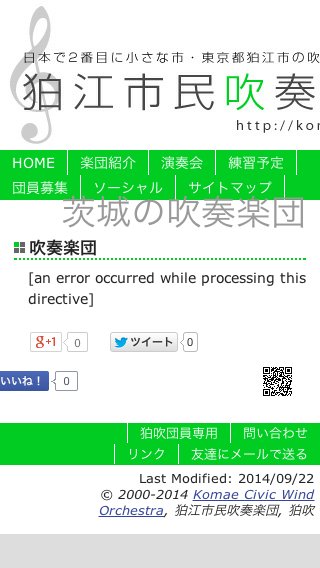 日本で2番目に小さな市・東京都狛江市の吹
狛江市民吹奏
http://kor
HOME 楽団紹介 演奏会 練習予定
団員募集 ソーシャル サイトマップ
茨城の吹奏楽団
吹奏楽団
[an error occurred while processing this
directive]
g+1 0 ツイート 0
いいね！ 0
狛吹団員専用 問い合わせ
リンク 友達にメールで送る
Last Modified: 2014/09/22
© 2000-2014 Komae Civic Wind
Orchestra, 狛江市民吹奏楽団, 狛吹